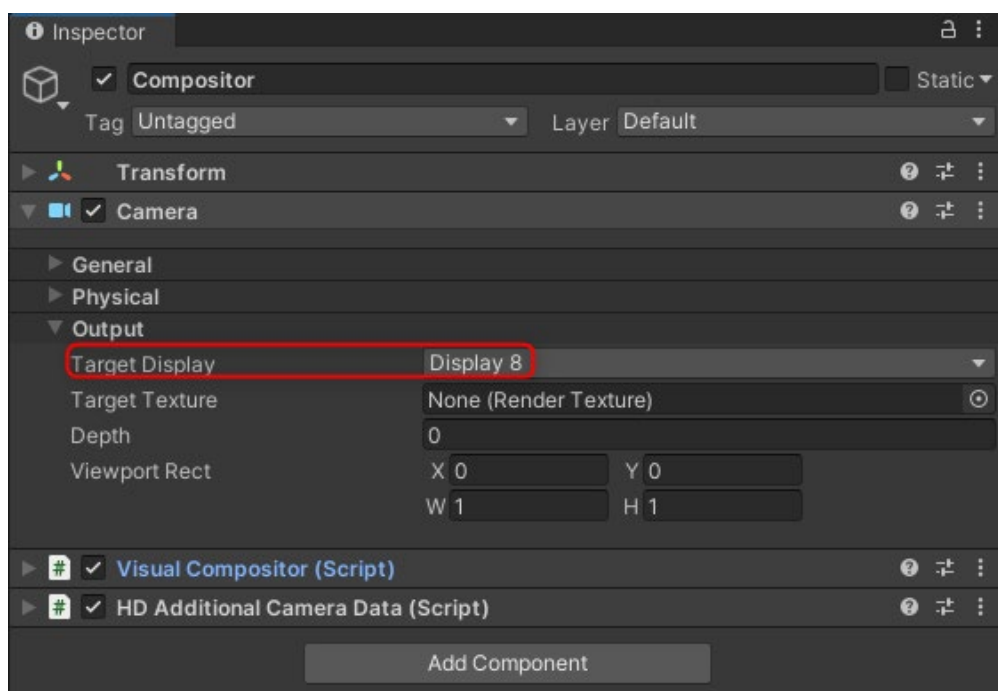 Inspector
Compositor Static
Tag Untagged Layer Default
Transform
Camera
General
Physical
Output
Target Display Display 8
Target Texture None (Render Texture)
Depth 0
Viewport Rect X 0 Y 0
W 1 H 1
# Visual Compositor (Script)
# HD Additional Camera Data (Script)
Add Component